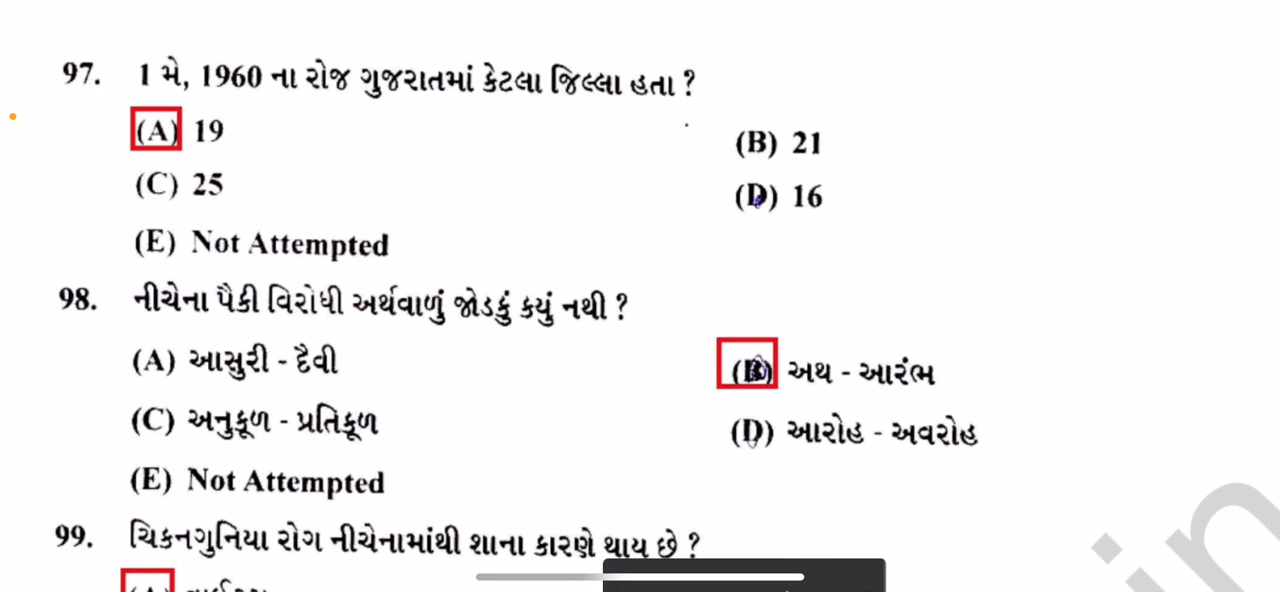 97. 1 મે, 1960 ના રોજ ગુજરાતમાં કેટલા જિલ્લા હતા ?
(A) 19
(B) 21
(C) 25
(D) 16
(E) Not Attempted
98. નીચેના પૈકી વિરોધી અર્થવાળું જોડકું કયું નથી ?
(A) આસુરી - દૈવી
(B) અથ - આરંભ
(C) અનુકૂળ - પ્રતિકૂળ
(D) આરોહ - અવરોહ
(E) Not Attempted
99. ચિકનગુનિયા રોગ નીચેનામાંથી શાના કારણે થાય છે ?
in